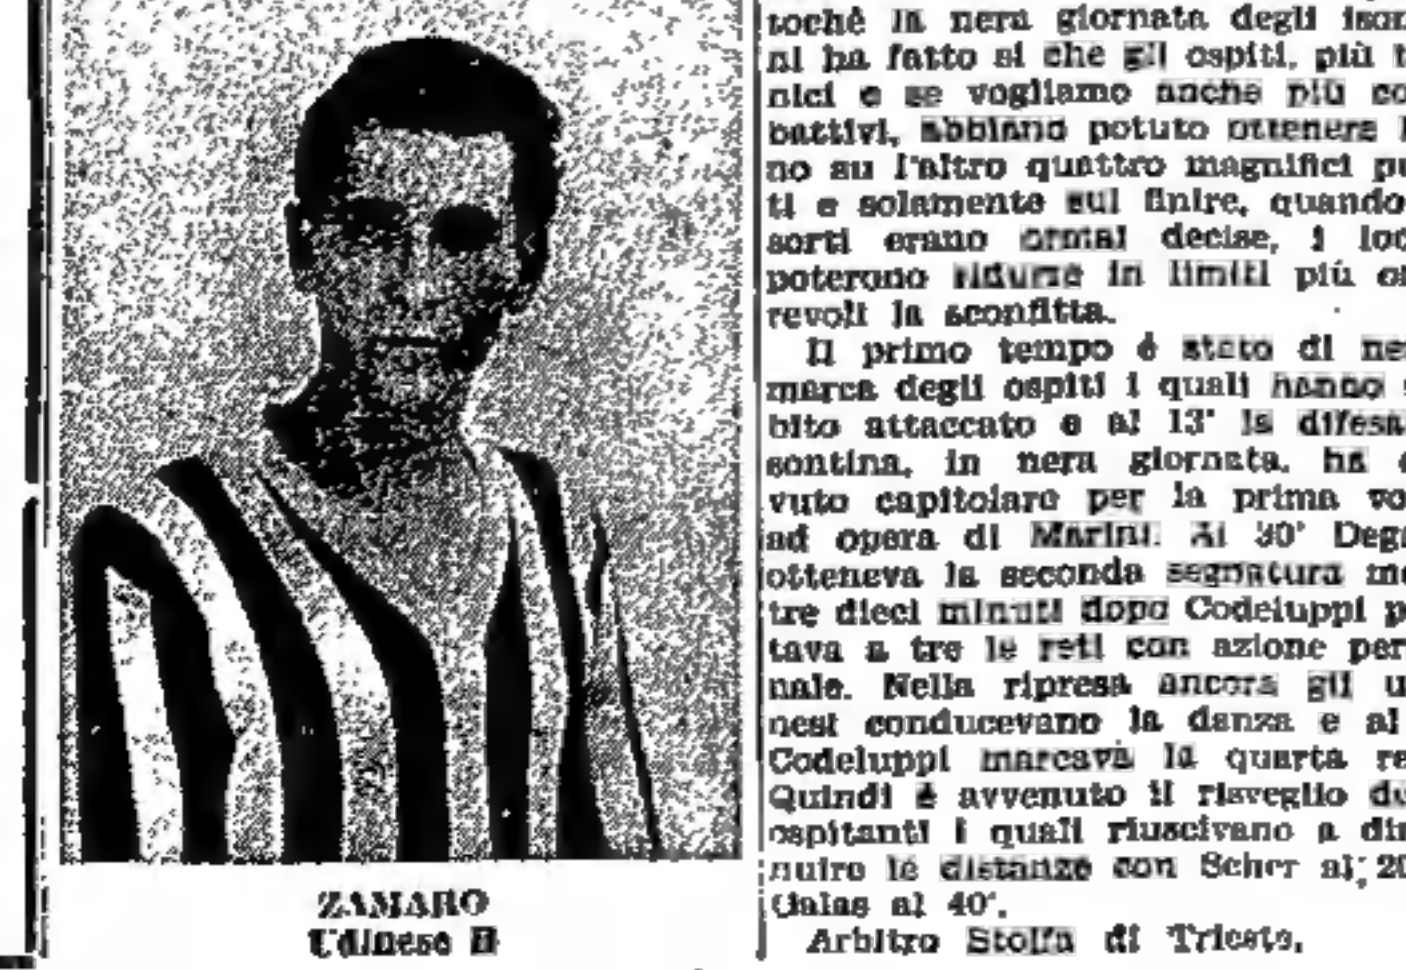 ZAMARO
Udinese B
tochè la nera giornata degli ison
ni ha fatto si che gli ospiti, più t
nici e se vogliamo anche più co
battivi, abbiano potuto ottenere l
no su l'altro quattro magnifici pu
ti e solamente sul finire, quando
sorti erano ormai decise, i loc
poterono ridurre in limiti più on
revoli la sconfitta.
Il primo tempo è stato di ne
marca degli ospiti i quali hanno s
bito attaccato e al 13' la difesa
sontina, in nera giornata, ha d
vuto capitolare per la prima vo
ad opera di Marini. Al 30' Deg
otteneva la seconda segnatura me
tre dieci minuti dopo Codeluppi p
tava a tre le reti con azione per
nale. Nella ripresa ancora gli u
nesi conducevano la danza e al
Codeluppi marcava la quarta re
Quindi è avvenuto il risveglio d
ospitanti i quali riuscivano a dim
nuire le distanze con Scher al 20
Galas al 40'.
Arbitro Stolfa di Trieste.